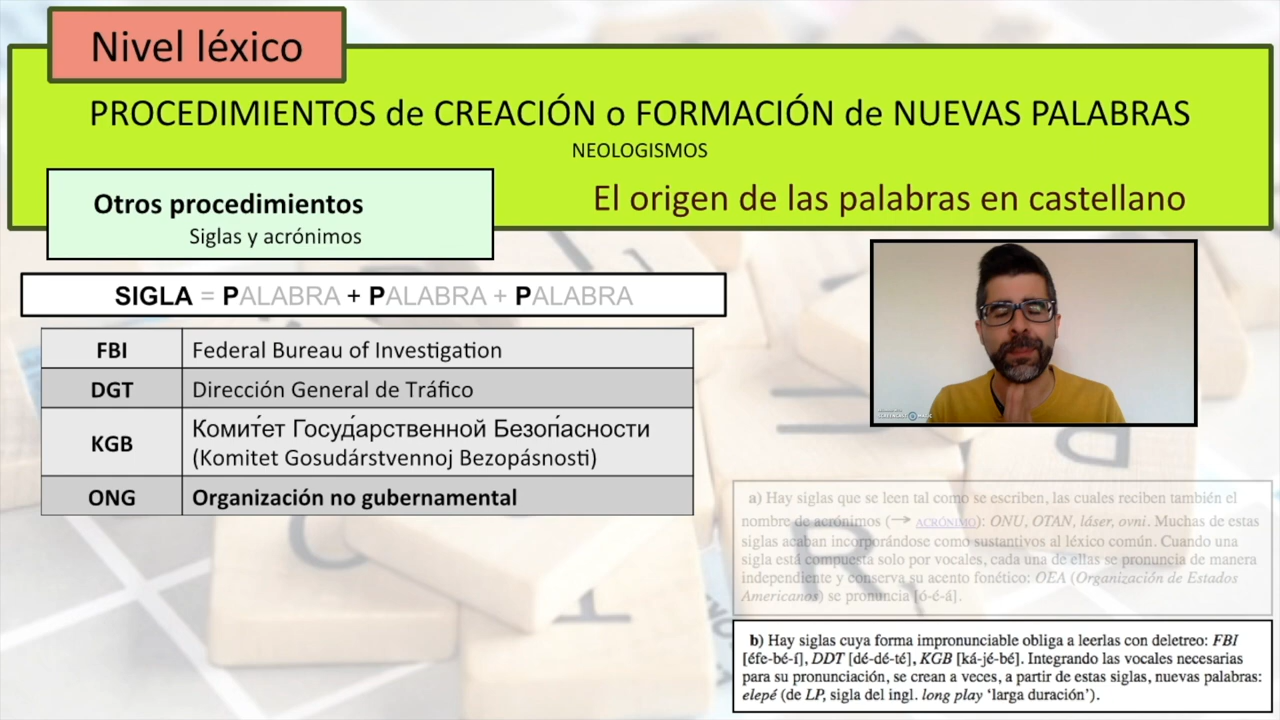 Nivel léxico
PROCEDIMIENTOS de CREACIÓN o FORMACIÓN de NUEVAS PALABRAS
NEOLOGISMOS
Otros procedimientos
Siglas y acrónimos
El origen de las palabras en castellano
SIGLA = PALABRA + PALABRA + PALABRA
FBI Federal Bureau of Investigation
DGT Dirección General de Tráfico
KGB Комите́т Госуда́рственной Безопа́сности
(Komitet Gosudárstvennoj Bezopásnosti)
ONG Organización no gubernamental
a) Hay siglas que se leen tal como se escriben, las cuales reciben también el
nombre de acrónimos (→ ACRÓNIMO): ONU, OTAN, láser, ovni. Muchas de estas
siglas acaban incorporándose como sustantivos al léxico común. Cuando una
sigla está compuesta solo por vocales, cada una de ellas se pronuncia de manera
independiente y conserva su acento fonético: OEA (Organización de Estados
Americanos) se pronuncia [ó-é-á].
b) Hay siglas cuya forma impronunciable obliga a leerlas con deletreo: FBI
[éfe-bé-í], DDT [dé-dé-té], KGB [ká-jé-bé]. Integrando las vocales necesarias
para su pronunciación, se crean a veces, a partir de estas siglas, nuevas palabras:
elepé (de LP, sigla del ingl. long play ‘larga duración’).